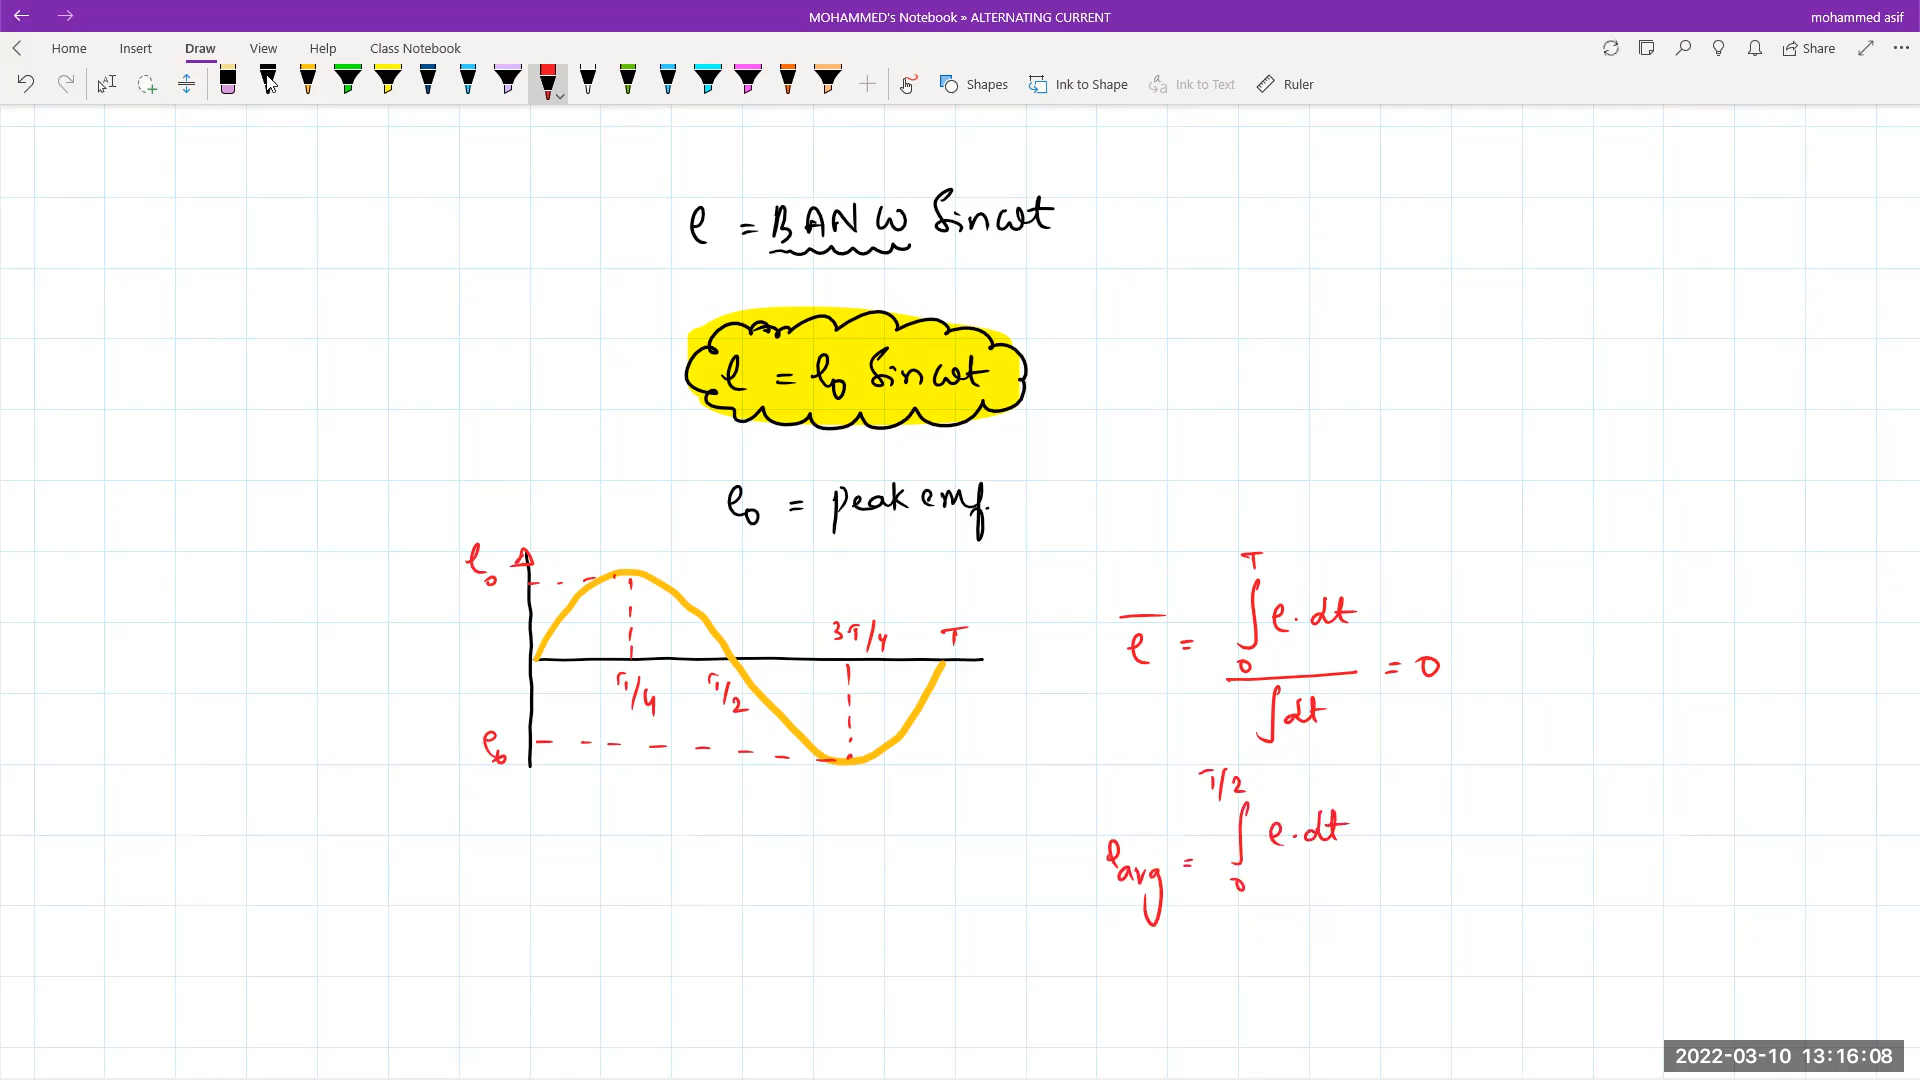 MOHAMMED's Notebook » ALTERNATING CURRENT
mohammed asif
Home Insert Draw View Help Class Notebook
Share
Shapes Ink to Shape Ink to Text Ruler
e = BANω Sinωt
e = e₀ Sinωt
e₀ = peak emf.
e₀
T/4 T/2 3T/4 T
e₀
e̅ = ∫₀ᵀ e·dt / ∫dt = 0
e_avg = ∫₀^(T/2) e·dt
2022-03-10 13:16:08